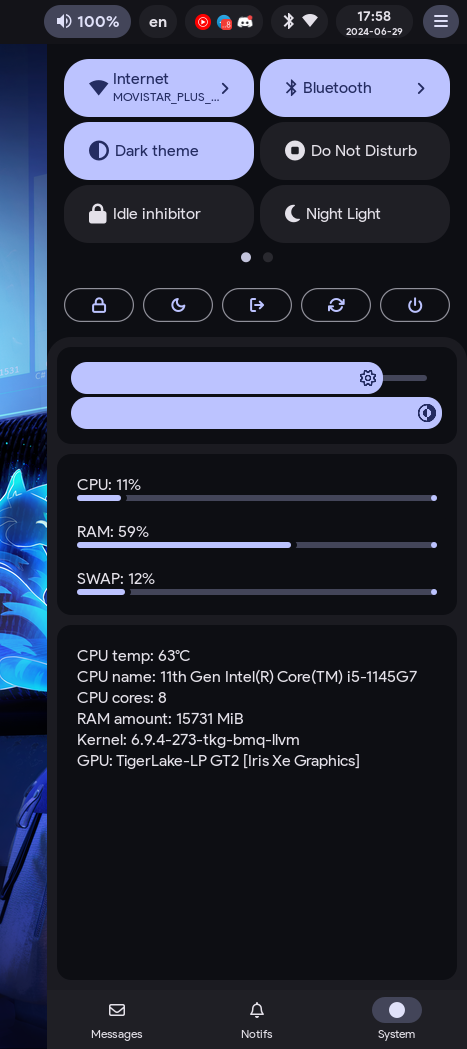 100%
en
17:58
2024-06-29
Internet
MOVISTAR_PLUS_...
Bluetooth
Dark theme
Do Not Disturb
Idle inhibitor
Night Light
CPU: 11%
RAM: 59%
SWAP: 12%
CPU temp: 63°C
CPU name: 11th Gen Intel(R) Core(TM) i5-1145G7
CPU cores: 8
RAM amount: 15731 MiB
Kernel: 6.9.4-273-tkg-bmq-llvm
GPU: TigerLake-LP GT2 [Iris Xe Graphics]
Messages
Notifs
System